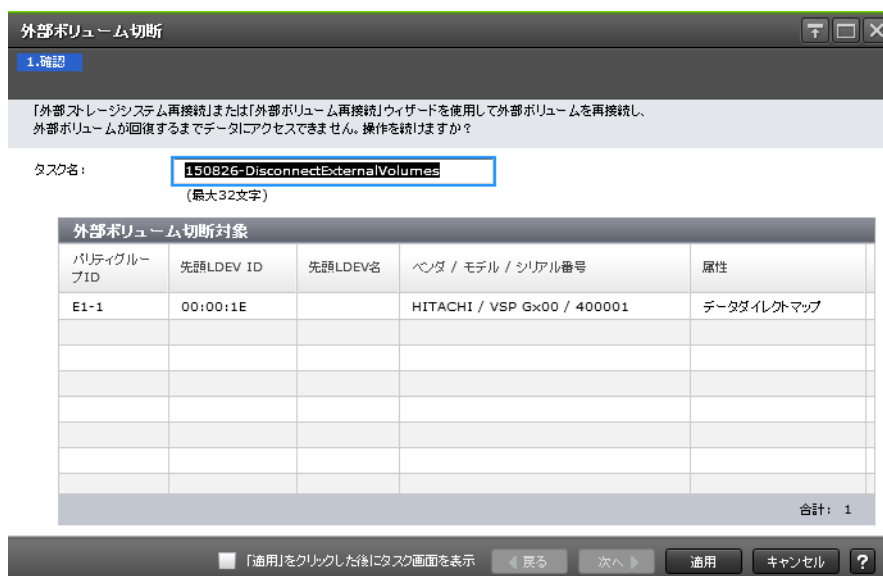 外部ボリューム切断
1.確認
「外部ストレージシステム再接続」または「外部ボリューム再接続」ウィザードを使用して外部ボリュームを再接続し、
外部ボリュームが回復するまでデータにアクセスできません。操作を続けますか？
タスク名： 150826-DisconnectExternalVolumes
(最大32文字)
外部ボリューム切断対象
パリティグルー
プID 先頭LDEV ID 先頭LDEV名 ベンダ / モデル / シリアル番号 属性
E1-1 00:00:1E HITACHI / VSP Gx00 / 400001 データダイレクトマップ
合計： 1
「適用」をクリックした後にタスク画面を表示 戻る 次へ 適用 キャンセル ?